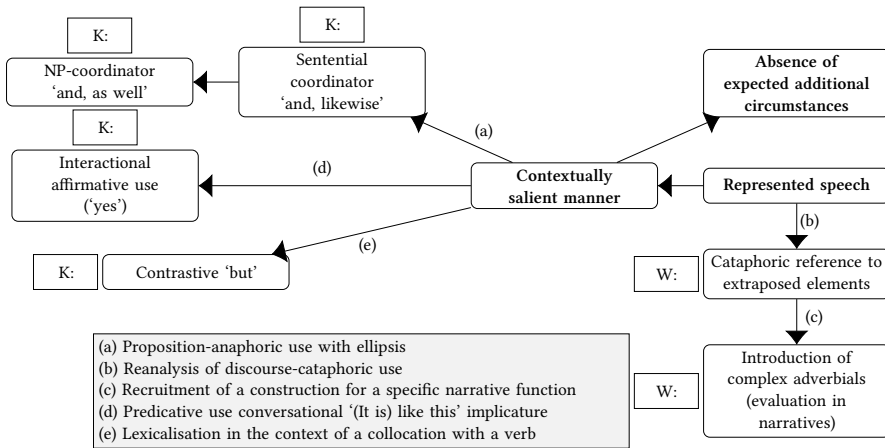 K:
K:
NP-coordinator
‘and, as well’
Sentential
coordinator
‘and, likewise’
Absence of
expected additional
circumstances
K:
(a)
Interactional
affirmative use
(‘yes’)
(d)
Contextually
salient manner
Represented speech
(b)
(e)
K:
Contrastive ‘but’
W:
Cataphoric reference to
extraposed elements
(c)
W:
Introduction of
complex adverbials
(evaluation in
narratives)
(a) Proposition-anaphoric use with ellipsis
(b) Reanalysis of discourse-cataphoric use
(c) Recruitment of a construction for a specific narrative function
(d) Predicative use conversational ‘(It is) like this’ implicature
(e) Lexicalisation in the context of a collocation with a verb